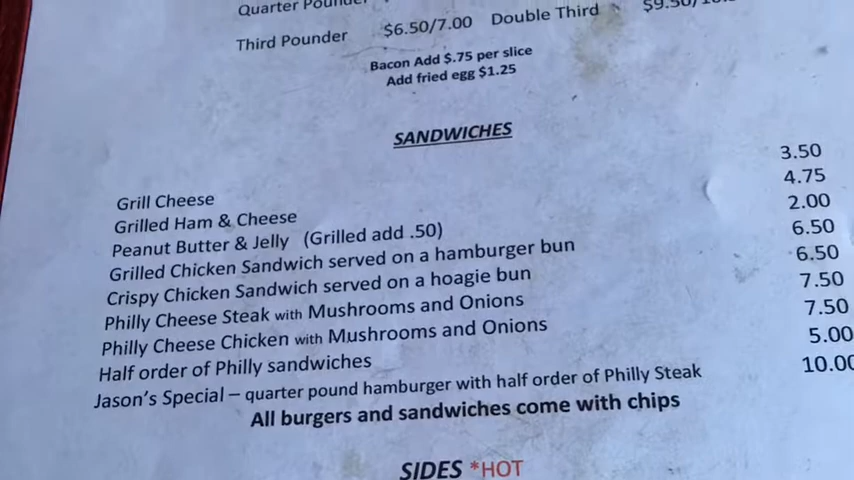 Quarter Pounder
Third Pounder $6.50/7.00 Double Third
Bacon Add $.75 per slice
Add fried egg $1.25
SANDWICHES
Grill Cheese 3.50
Grilled Ham & Cheese 4.75
Peanut Butter & Jelly (Grilled add .50) 2.00
Grilled Chicken Sandwich served on a hamburger bun 6.50
Crispy Chicken Sandwich served on a hoagie bun 6.50
Philly Cheese Steak with Mushrooms and Onions 7.50
Philly Cheese Chicken with Mushrooms and Onions 7.50
Half order of Philly sandwiches 5.00
Jason's Special – quarter pound hamburger with half order of Philly Steak 10.00
All burgers and sandwiches come with chips
SIDES *HOT